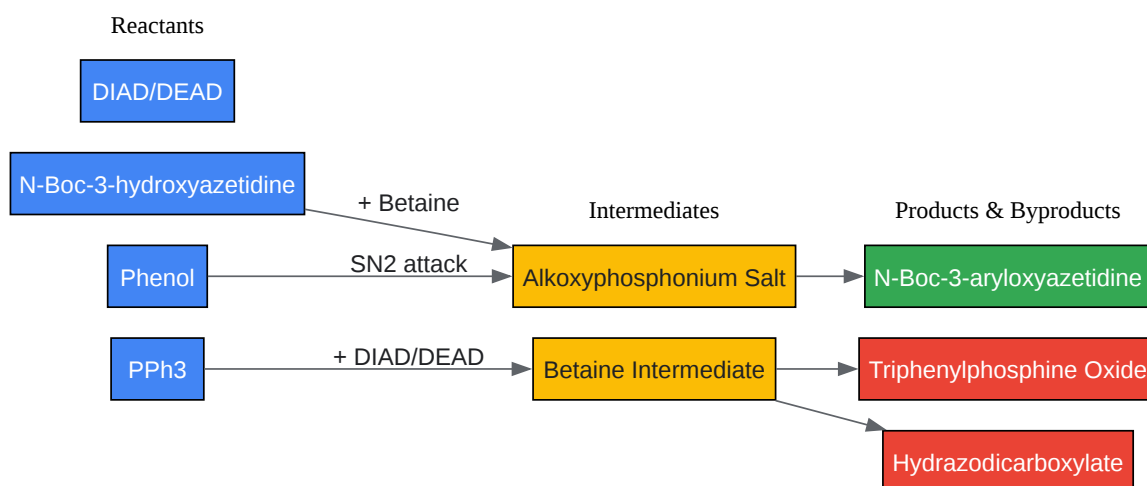 Reactants
DIAD/DEAD
N-Boc-3-hydroxyazetidine
+ Betaine
Intermediates
Products & Byproducts
Phenol
SN2 attack
Alkoxyphosphonium Salt
N-Boc-3-aryloxyazetidine
PPh3
+ DIAD/DEAD
Betaine Intermediate
Triphenylphosphine Oxide
Hydrazodicarboxylate